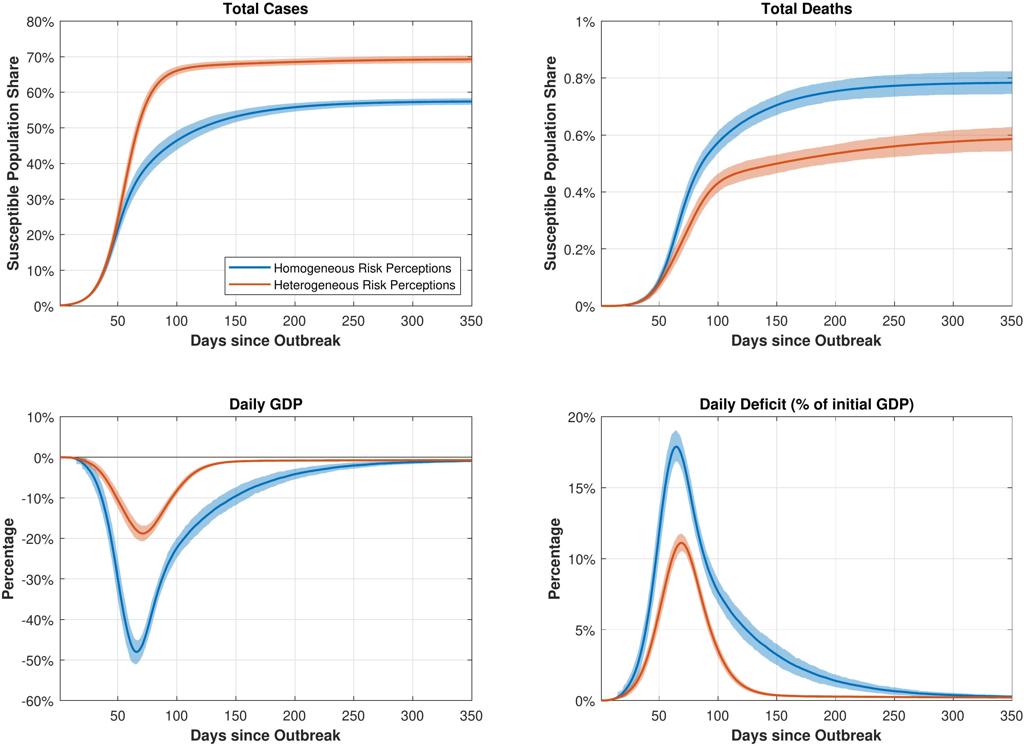 Total Cases
80%
70%
60%
50%
40%
30%
20%
10%
0%
Susceptible Population Share
Homogeneous Risk Perceptions
Heterogeneous Risk Perceptions
50 100 150 200 250 300 350
Days since Outbreak
Total Deaths
1%
0.8%
0.6%
0.4%
0.2%
0%
Susceptible Population Share
50 100 150 200 250 300 350
Days since Outbreak
Daily GDP
10%
0%
-10%
-20%
-30%
-40%
-50%
-60%
Percentage
50 100 150 200 250 300 350
Days since Outbreak
Daily Deficit (% of initial GDP)
20%
15%
10%
5%
0%
Percentage
50 100 150 200 250 300 350
Days since Outbreak